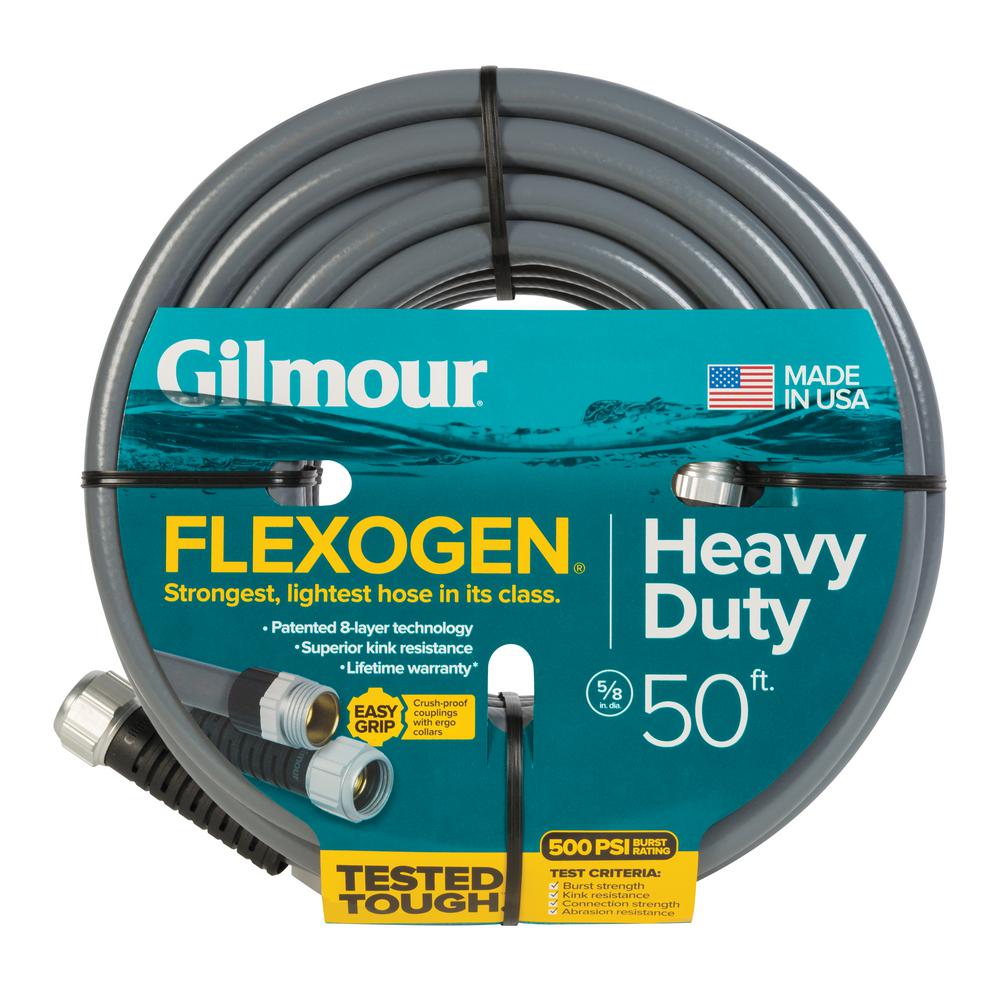 Gilmour®
MADE
IN USA
FLEXOGEN®
Strongest, lightest hose in its class.
• Patented 8-layer technology
• Superior kink resistance
• Lifetime warranty*
Heavy
Duty
5/8
in. dia.
50 ft.
EASY
GRIP
Crush-proof
couplings
with ergo
collars
500 PSI BURST
RATING
TESTED
TOUGH.
TEST CRITERIA:
Burst strength
Kink resistance
Connection strength
Abrasion resistance